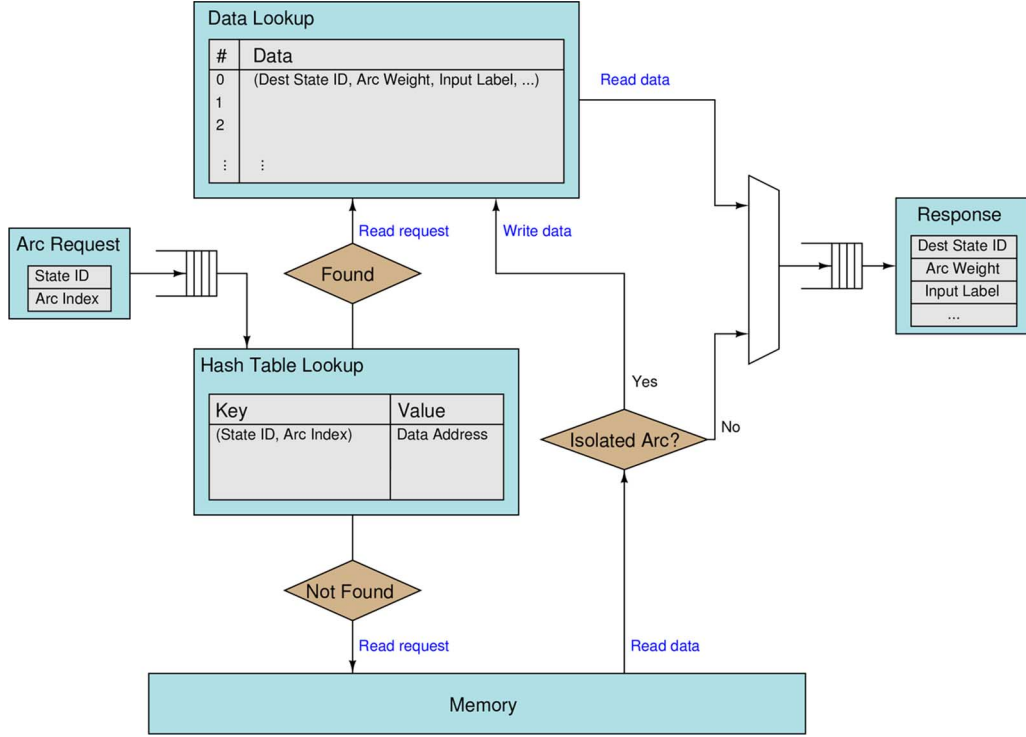 Data Lookup
# Data
0 (Dest State ID, Arc Weight, Input Label, ...)
1
2
⋮ ⋮
Read data
Read request
Write data
Arc Request
State ID
Arc Index
Found
Response
Dest State ID
Arc Weight
Input Label
...
Hash Table Lookup
Key Value
(State ID, Arc Index) Data Address
Yes
Isolated Arc?
No
Not Found
Read request
Read data
Memory